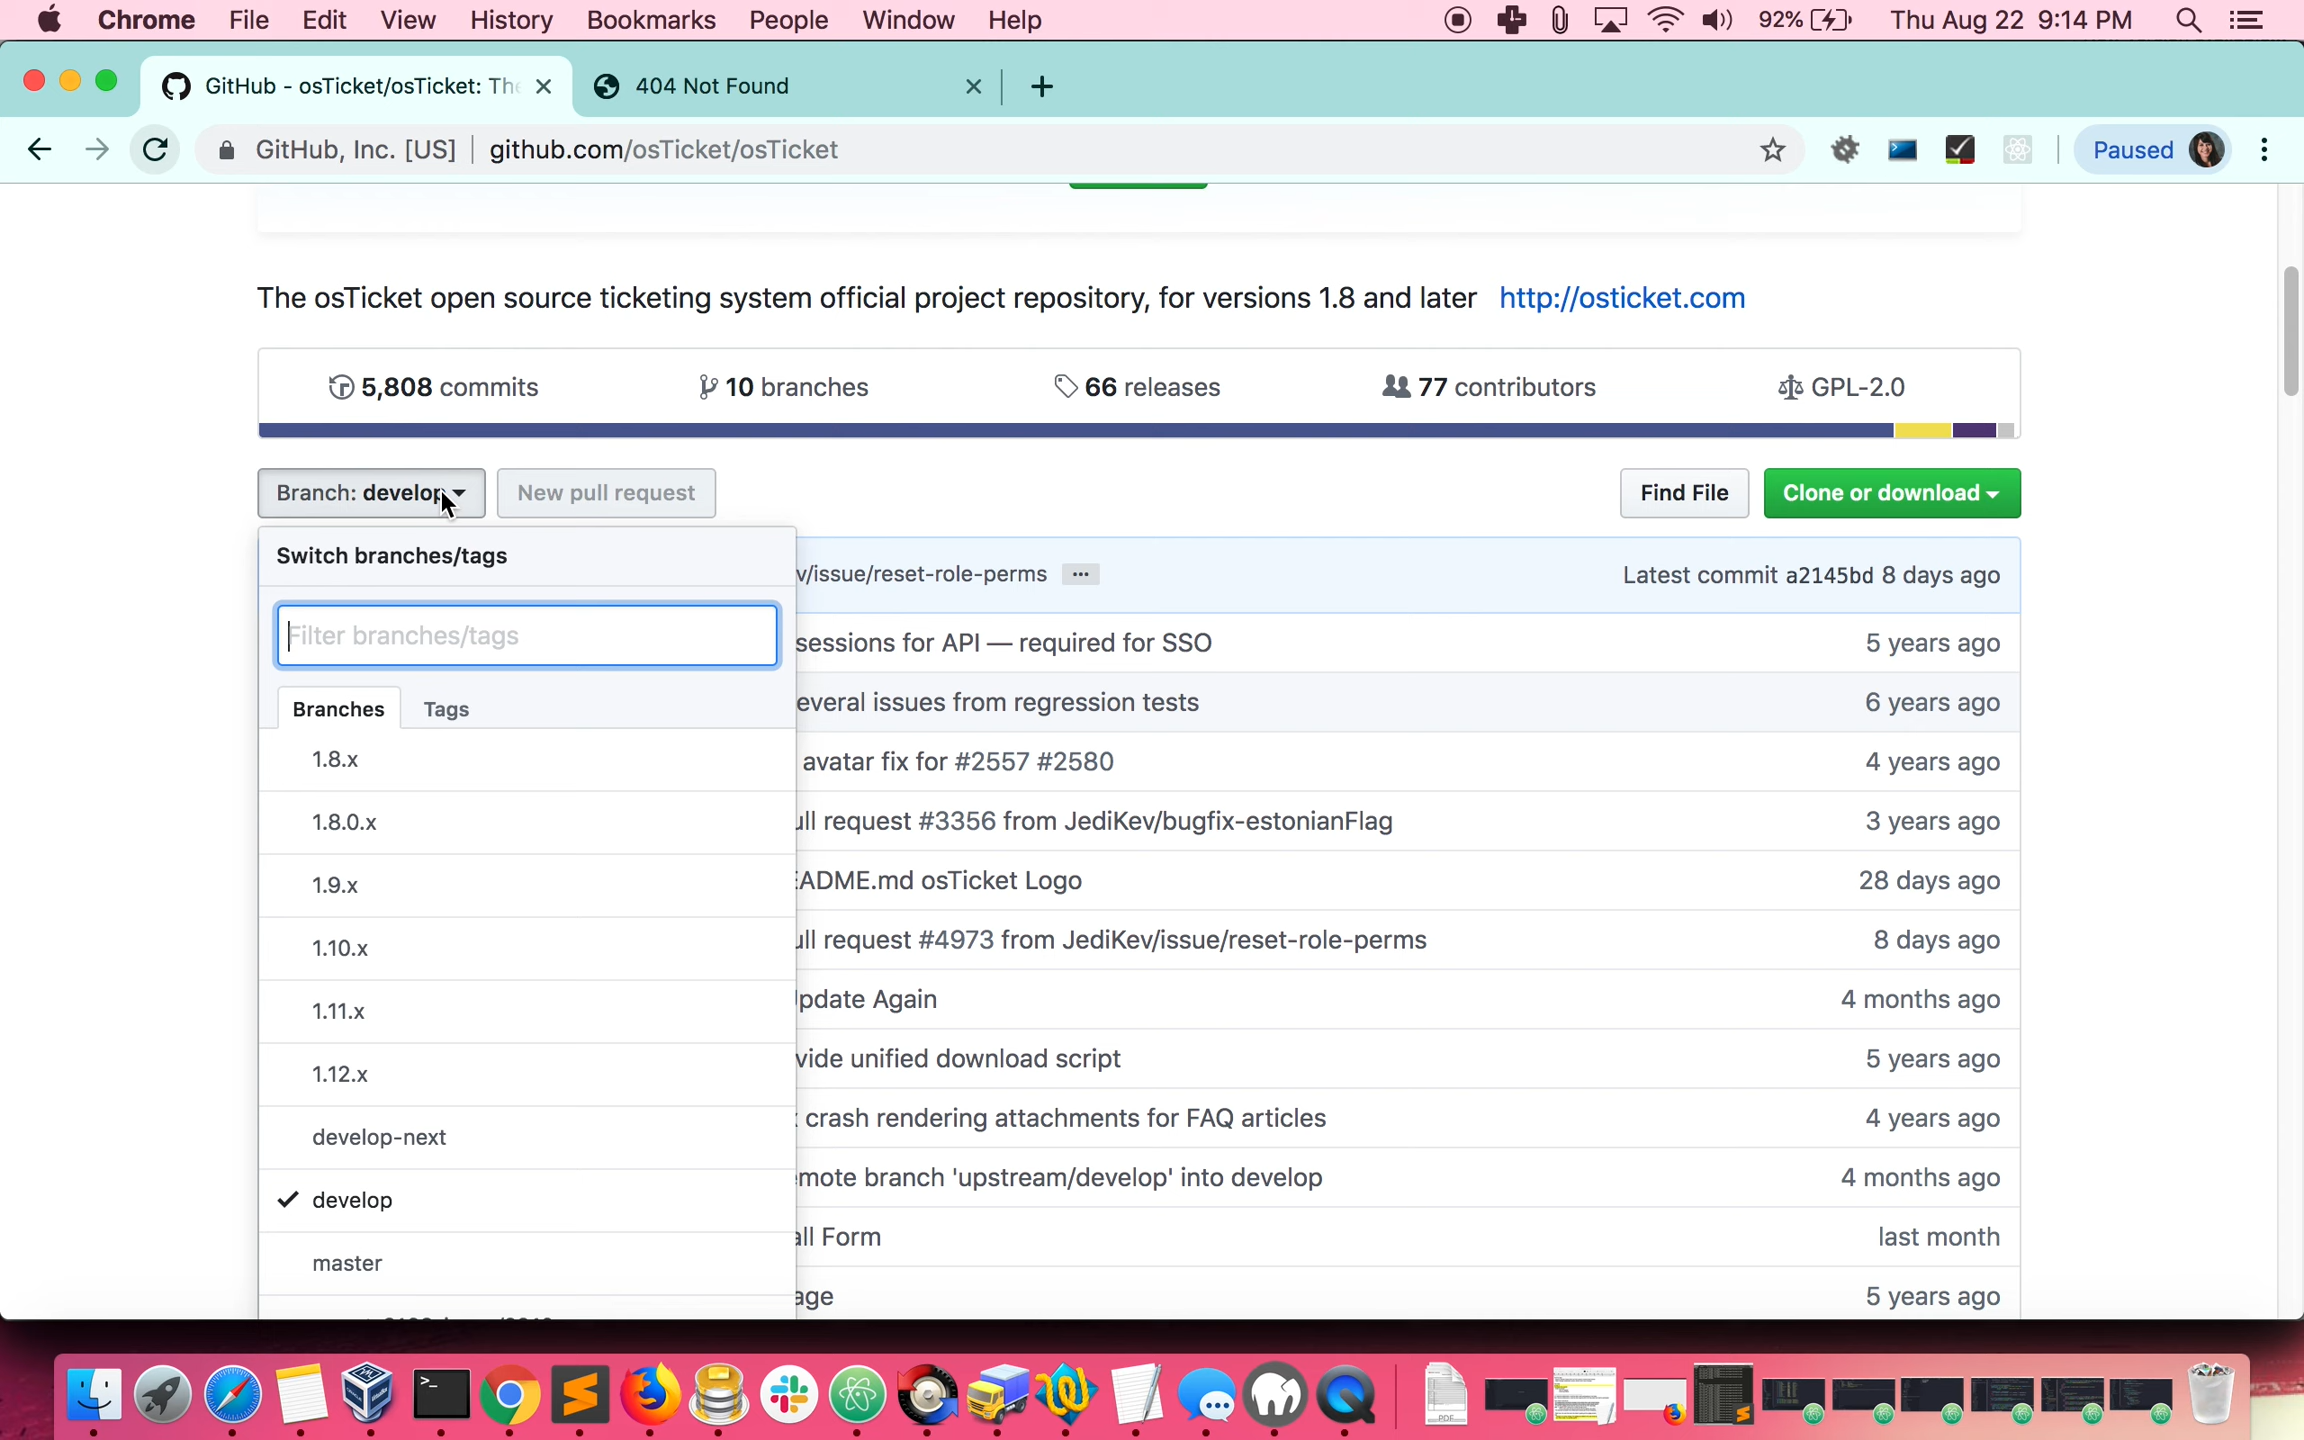 Chrome File Edit View History Bookmarks People Window Help 92% Thu Aug 22 9:14 PM
GitHub - osTicket/osTicket: The 404 Not Found
GitHub, Inc. [US] github.com/osTicket/osTicket Paused
The osTicket open source ticketing system official project repository, for versions 1.8 and later http://osticket.com
5,808 commits 10 branches 66 releases 77 contributors GPL-2.0
Branch: develop New pull request Find File Clone or download
Switch branches/tags v/issue/reset-role-perms ... Latest commit a2145bd 8 days ago
Filter branches/tags sessions for API — required for SSO 5 years ago
Branches Tags everal issues from regression tests 6 years ago
1.8.x avatar fix for #2557 #2580 4 years ago
1.8.0.x ull request #3356 from JediKev/bugfix-estonianFlag 3 years ago
1.9.x EADME.md osTicket Logo 28 days ago
1.10.x ull request #4973 from JediKev/issue/reset-role-perms 8 days ago
1.11.x Update Again 4 months ago
1.12.x vide unified download script 5 years ago
develop-next crash rendering attachments for FAQ articles 4 years ago
develop mote branch 'upstream/develop' into develop 4 months ago
master all Form last month
age 5 years ago
PDF